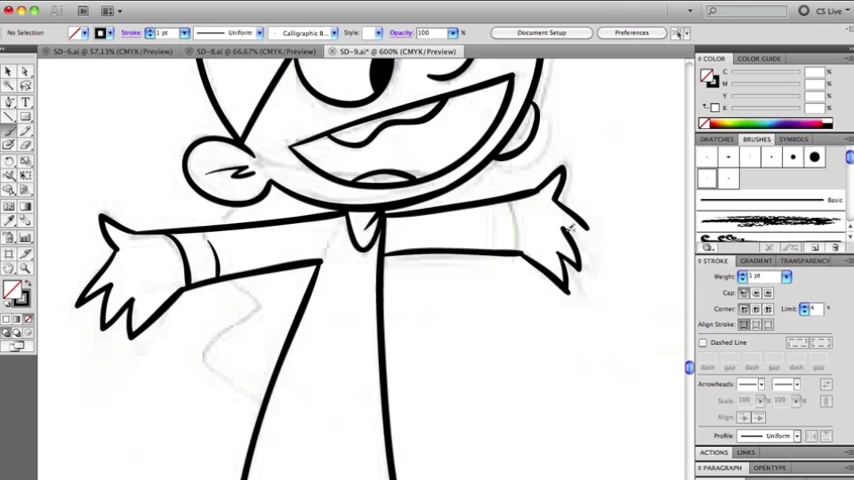 Ai Br CS Live
No Selection Stroke: 1 pt Uniform Calligraphic B... Style: Opacity: 100 % Document Setup Preferences
SD-6.ai @ 57.13% (CMYK/Preview) SD-8.ai @ 66.67% (CMYK/Preview) SD-9.ai* @ 600% (CMYK/Preview)
COLOR COLOR GUIDE
C %
M %
Y %
K %
SWATCHES BRUSHES SYMBOLS
Basic
STROKE GRADIENT TRANSPARENCY
Weight: 1 pt
Cap:
Corner: Limit: 4 x
Align Stroke:
Dashed Line
dash gap dash gap dash gap
Arrowheads:
Scale: 100 % 100 %
Align:
Profile: Uniform
ACTIONS LINKS
PARAGRAPH OPENTYPE